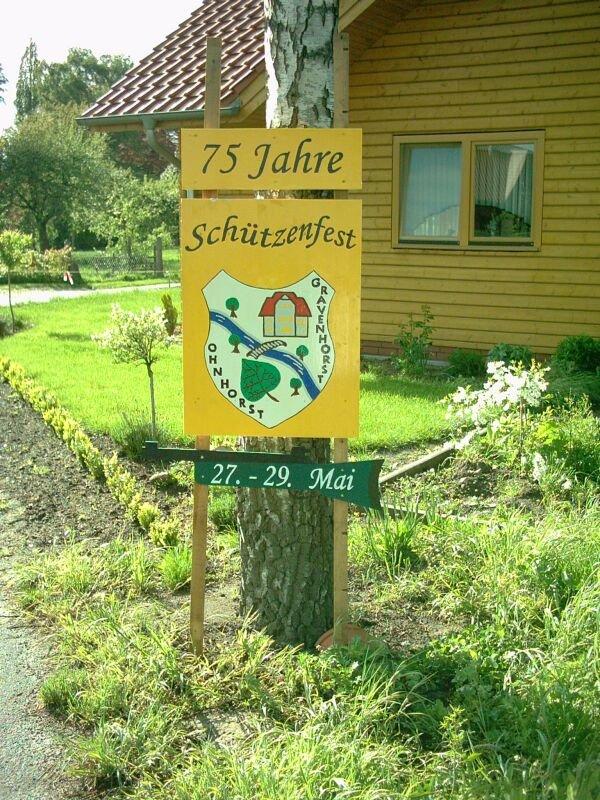 75 Jahre
Schützenfest
GRAVENHORST
OHNHORST
27. - 29. Mai